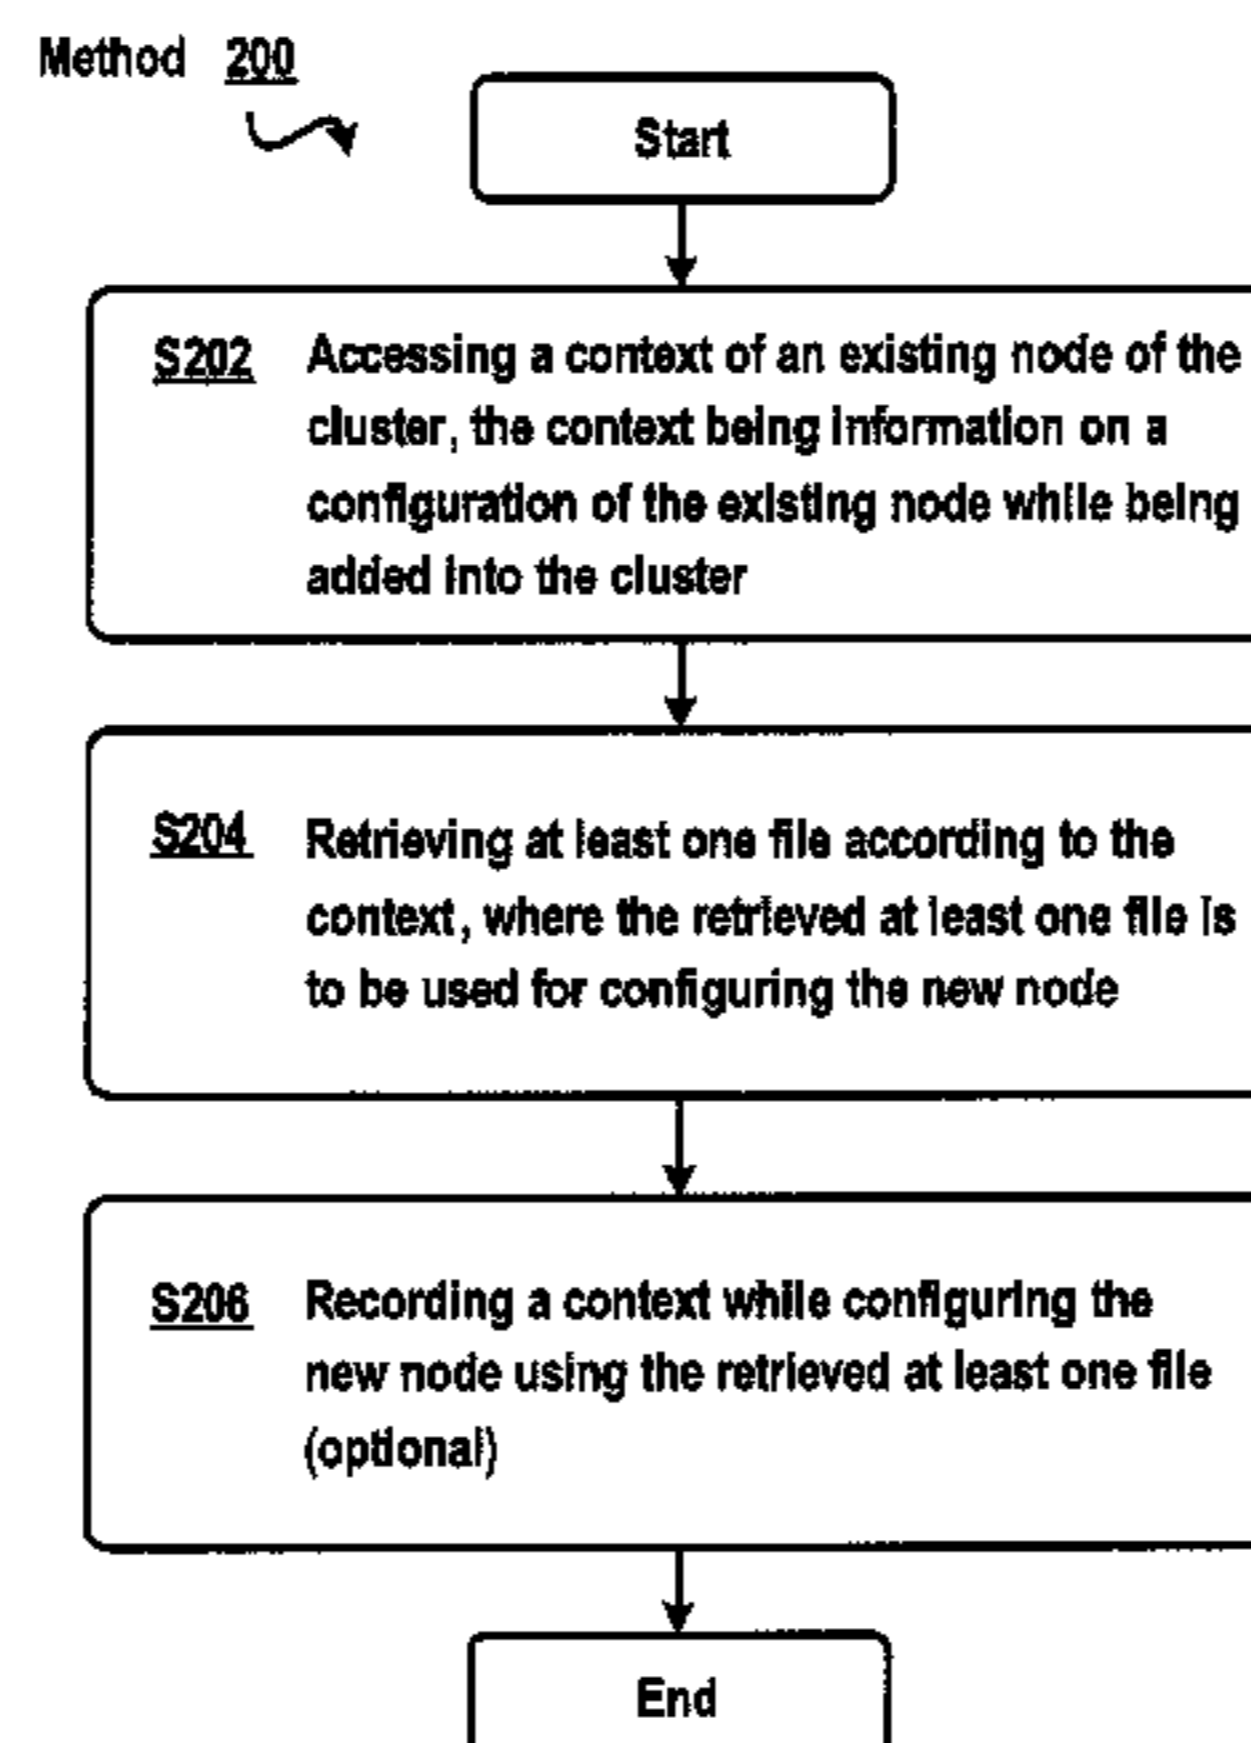 Method 200
Start
S202 Accessing a context of an existing node of the
cluster, the context being information on a
configuration of the existing node while being
added into the cluster
S204 Retrieving at least one file according to the
context, where the retrieved at least one file is
to be used for configuring the new node
S206 Recording a context while configuring the
new node using the retrieved at least one file
(optional)
End